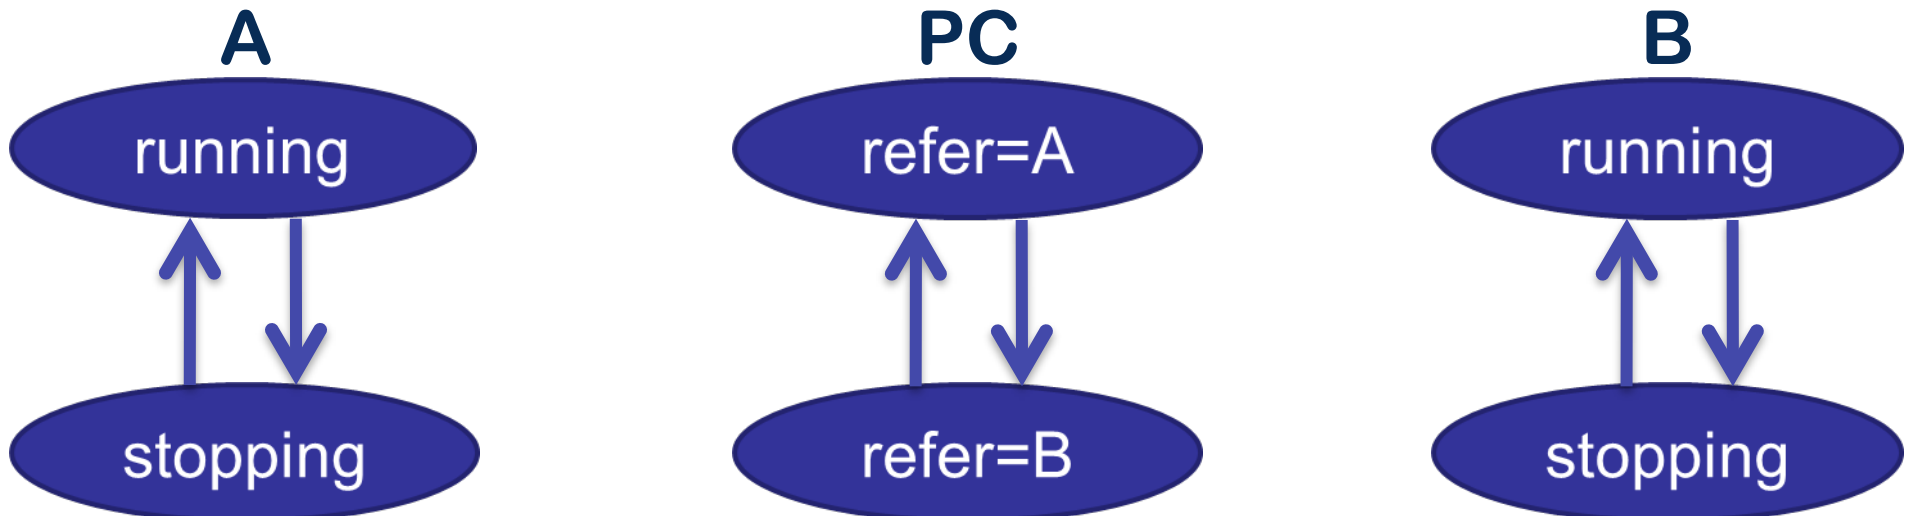 A
PC
B
running
refer=A
running
stopping
refer=B
stopping